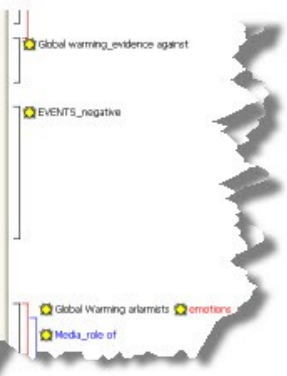 Global warming_evidence against
EVENTS_negative
Global Warming arlarmists emotions
Media_role of